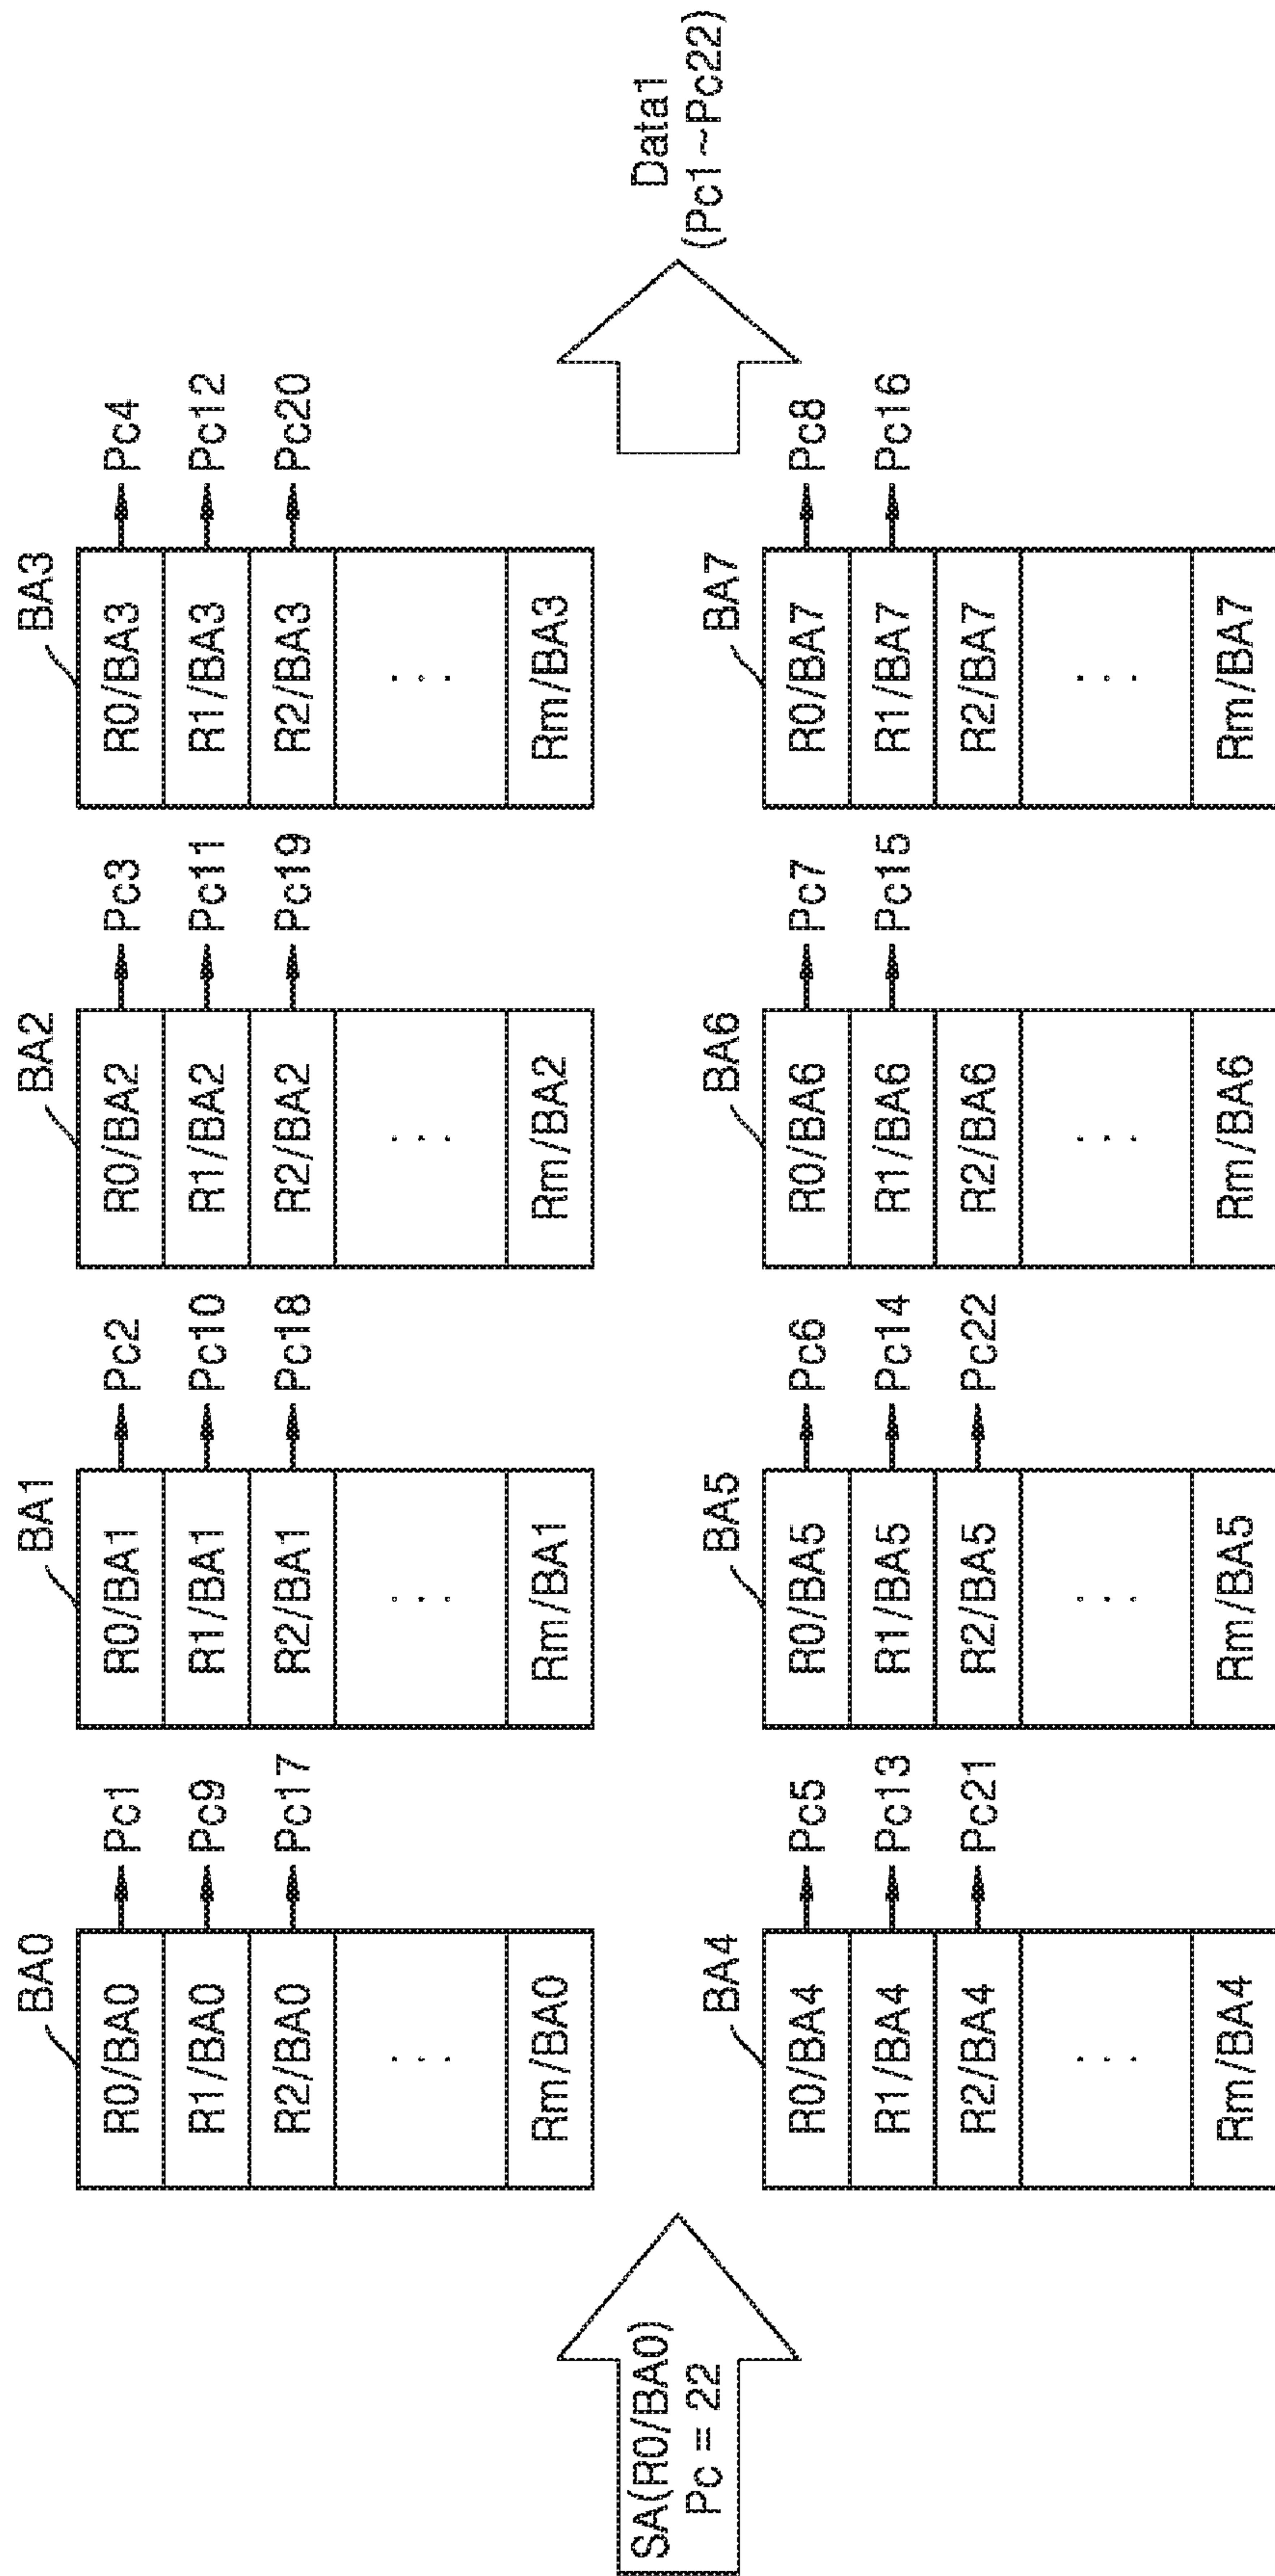 SA(R0/BA0)
Pc = 22
BA0
R0/BA0
R1/BA0
R2/BA0
. . .
Rm/BA0
Pc1
Pc9
Pc17
BA1
R0/BA1
R1/BA1
R2/BA1
. . .
Rm/BA1
Pc2
Pc10
Pc18
BA2
R0/BA2
R1/BA2
R2/BA2
. . .
Rm/BA2
Pc3
Pc11
Pc19
BA3
R0/BA3
R1/BA3
R2/BA3
. . .
Rm/BA3
Pc4
Pc12
Pc20
BA4
R0/BA4
R1/BA4
R2/BA4
. . .
Rm/BA4
Pc5
Pc13
Pc21
BA5
R0/BA5
R1/BA5
R2/BA5
. . .
Rm/BA5
Pc6
Pc14
Pc22
BA6
R0/BA6
R1/BA6
R2/BA6
. . .
Rm/BA6
Pc7
Pc15
BA7
R0/BA7
R1/BA7
R2/BA7
. . .
Rm/BA7
Pc8
Pc16
Data1
(Pc1~Pc22)